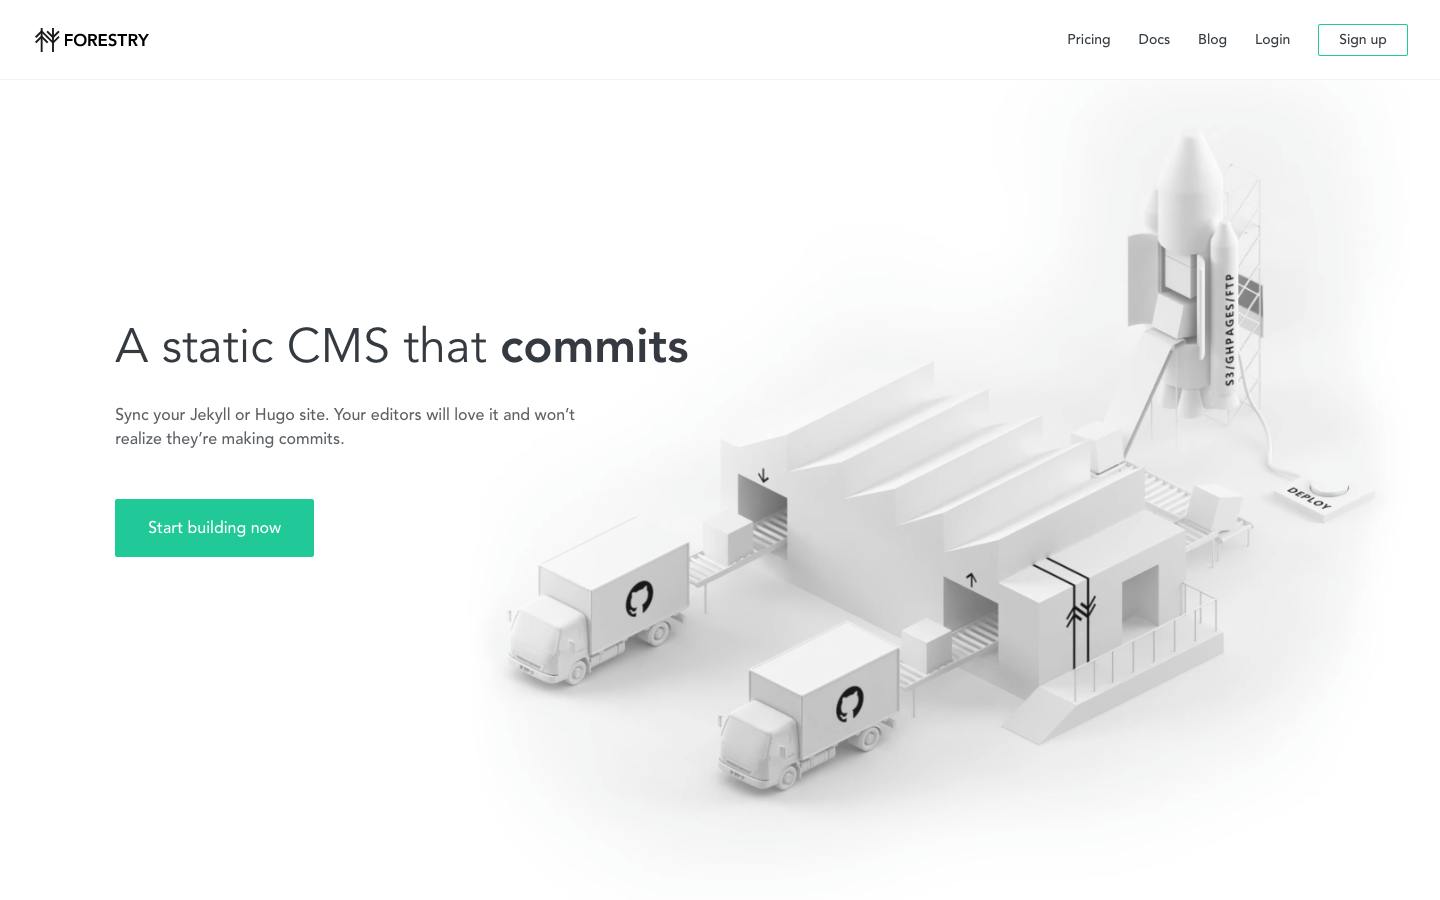 FORESTRY
Pricing
Docs
Blog
Login
Sign up
A static CMS that commits
Sync your Jekyll or Hugo site. Your editors will love it and won’t
realize they’re making commits.
Start building now
S3/GHPAGES/FTP
DEPLOY